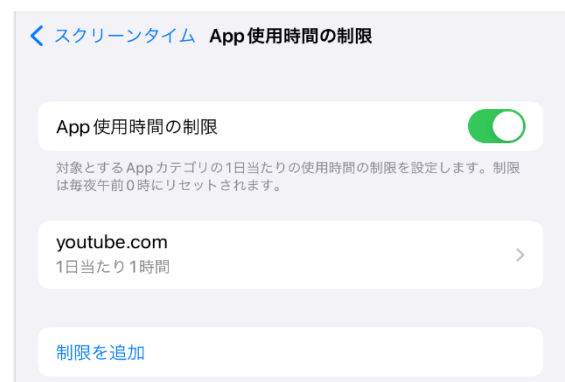 スクリーンタイム App使用時間の制限
App使用時間の制限
対象とするAppカテゴリの1日当たりの使用時間の制限を設定します。制限
は毎夜午前0時にリセットされます。
youtube.com
1日当たり1時間
制限を追加